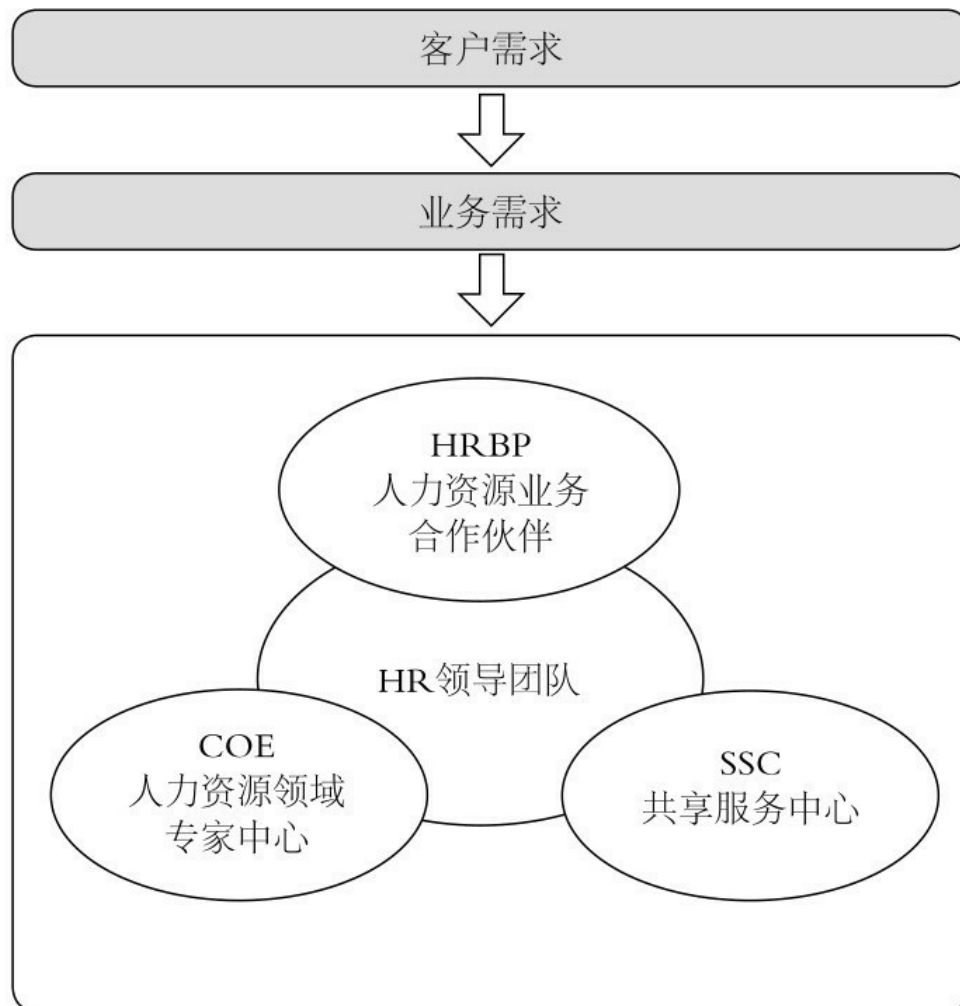 客户需求
业务需求
HRBP
人力资源业务
合作伙伴
HR领导团队
COE
人力资源领域
专家中心
SSC
共享服务中心